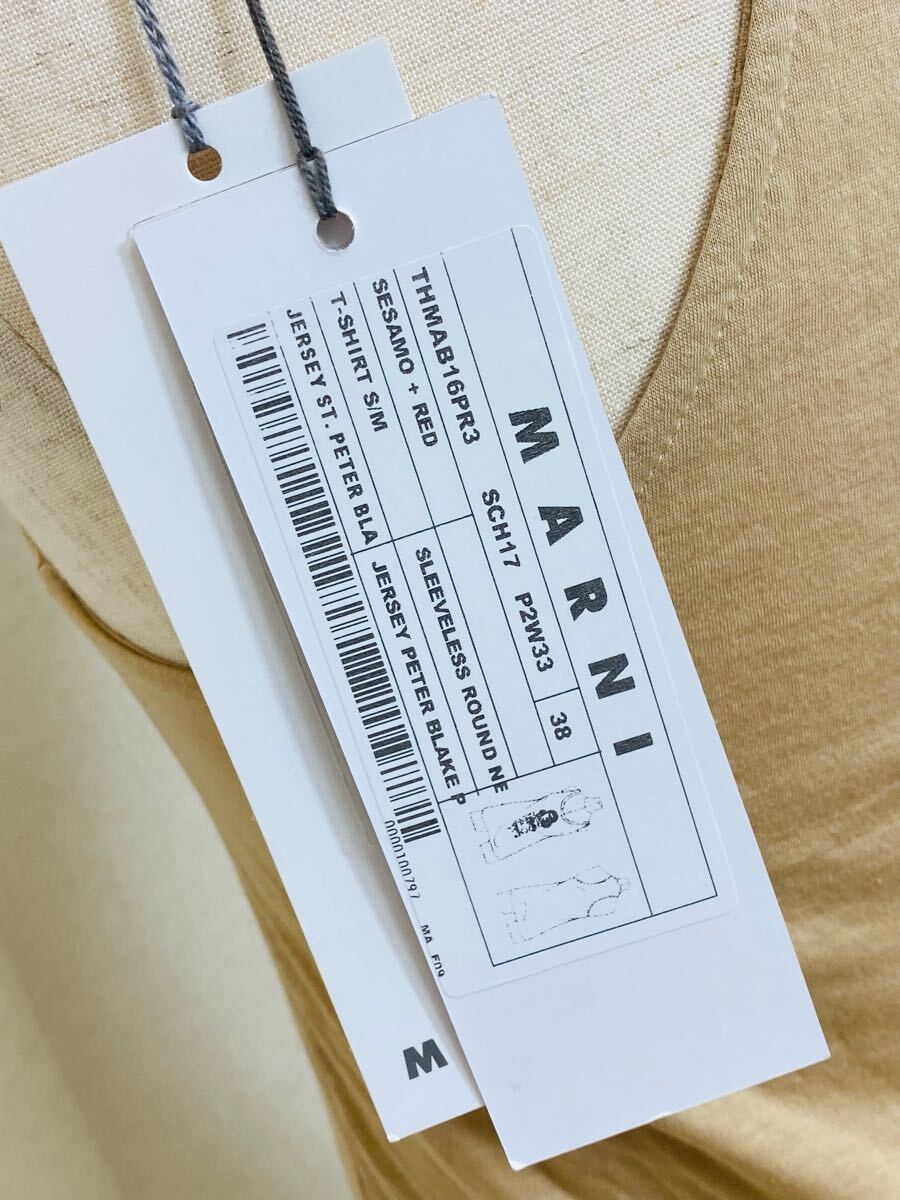 MARNI
THMAB16PR3 SCH17 P2W33 38
SESAMO + RED
T-SHIRT S/M SLEEVELESS ROUND NE
JERSEY ST. PETER BLA JERSEY PETER BLAKE P
0000100797 MA F09
M